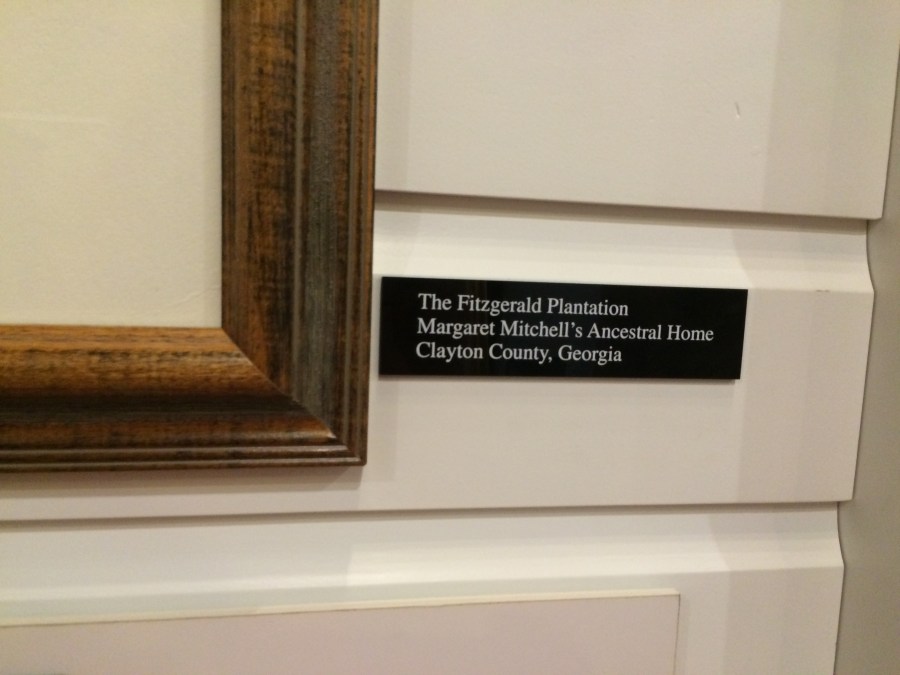 The Fitzgerald Plantation
Margaret Mitchell's Ancestral Home
Clayton County, Georgia